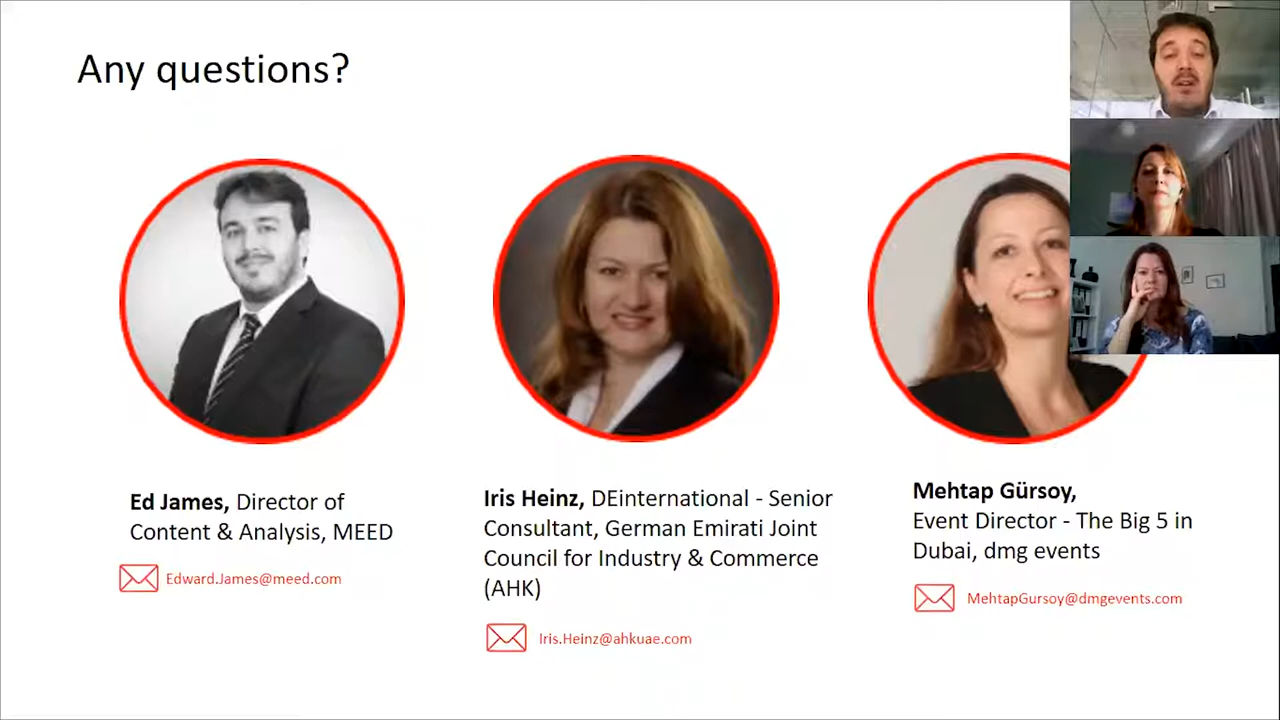 Any questions?
Ed James, Director of
Content & Analysis, MEED
Edward.James@meed.com
Iris Heinz, DEinternational - Senior
Consultant, German Emirati Joint
Council for Industry & Commerce
(AHK)
Iris.Heinz@ahkuae.com
Mehtap Gürsoy,
Event Director - The Big 5 in
Dubai, dmg events
MehtapGursoy@dmgevents.com